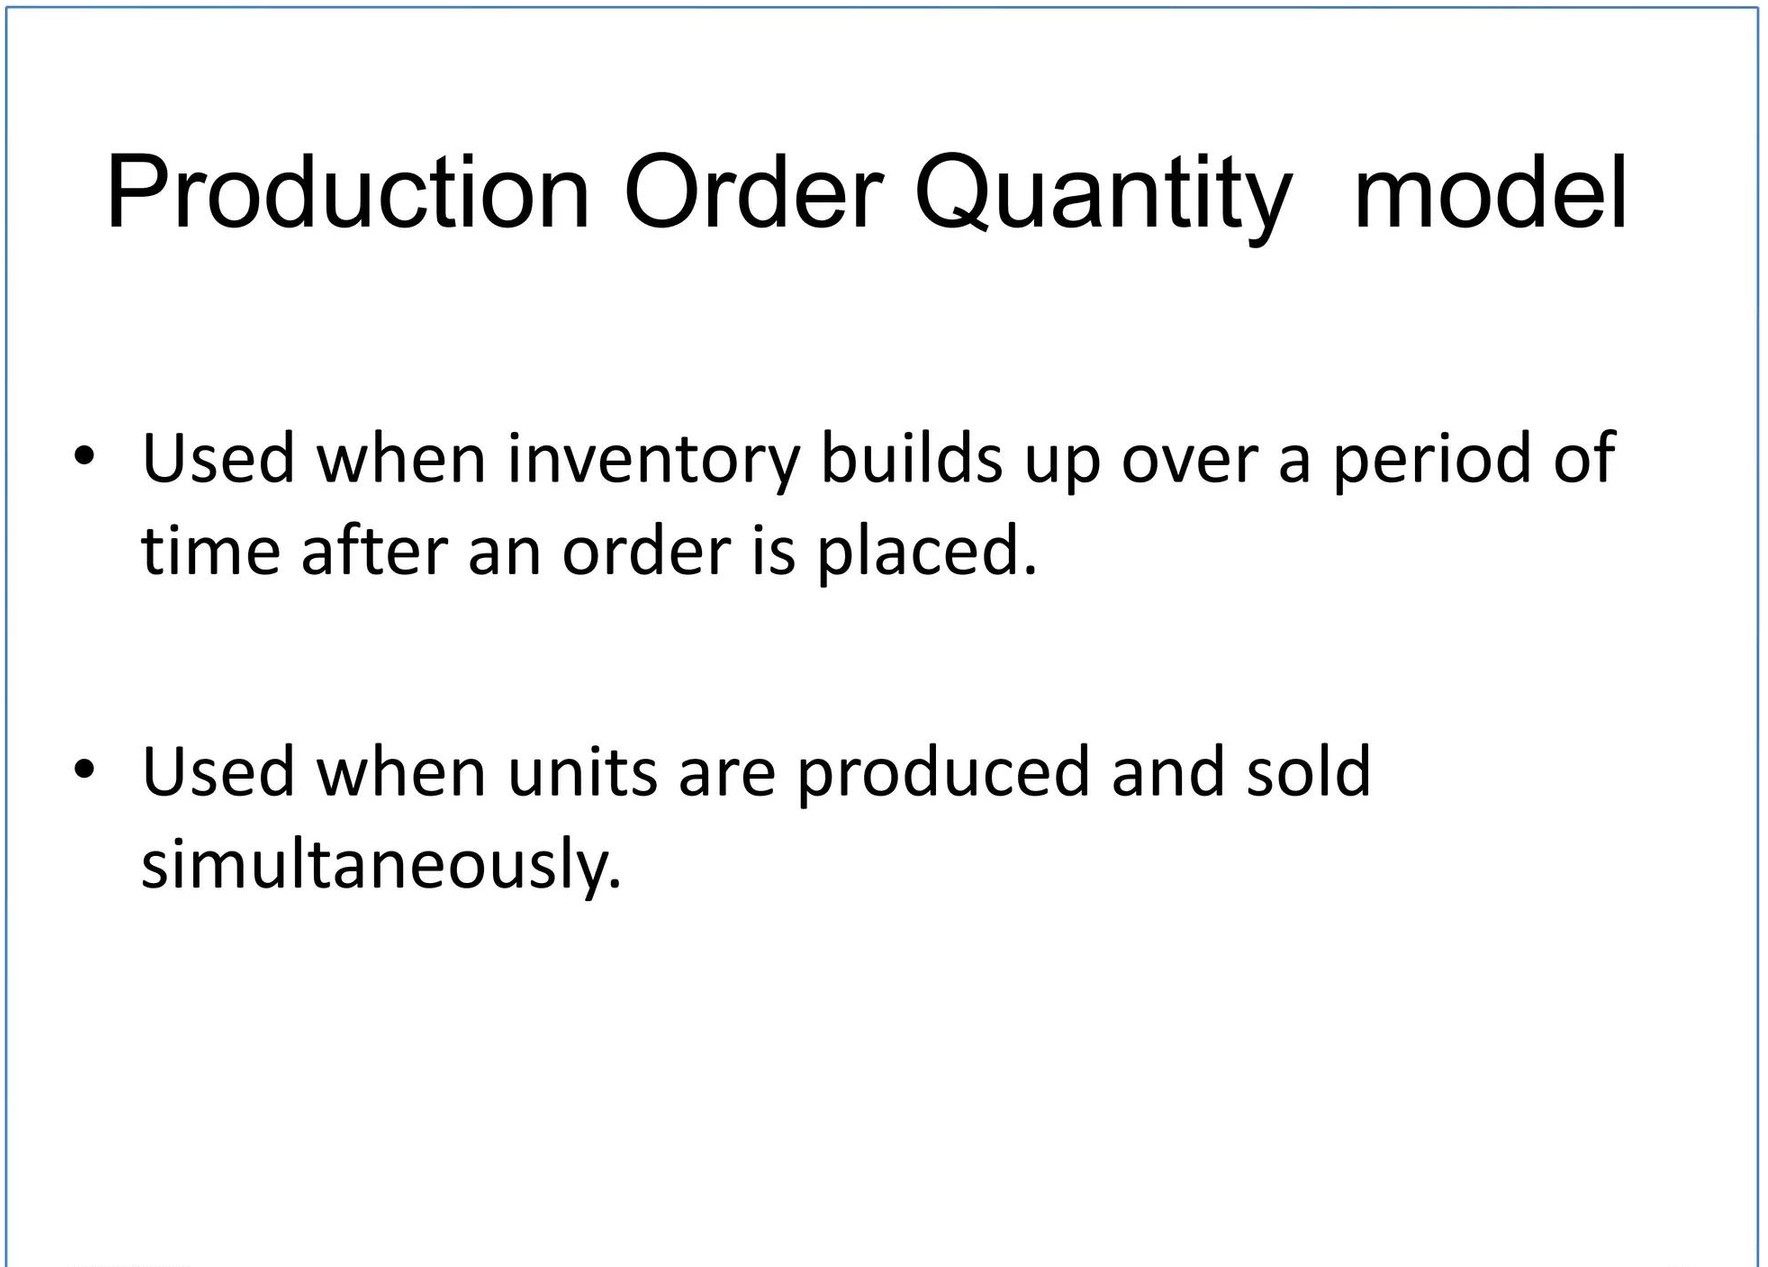 Production Order Quantity  model
• Used when inventory builds up over a period of
time after an order is placed.
• Used when units are produced and sold
simultaneously.